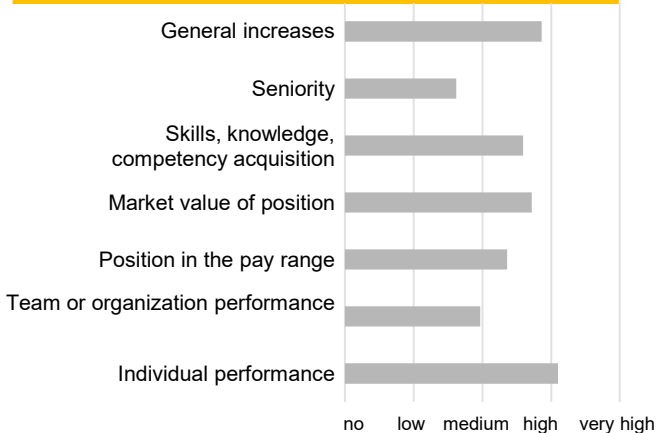 General increases
Seniority
Skills, knowledge,
competency acquisition
Market value of position
Position in the pay range
Team or organization performance
Individual performance
no low medium high very high